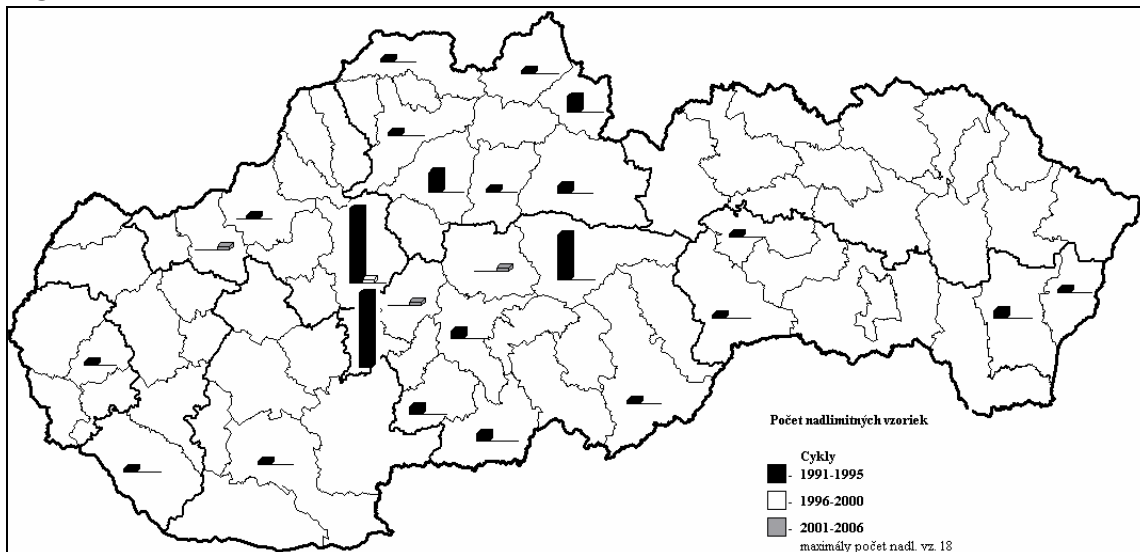 Počet nadlimitných vzoriek
Cykly
- 1991-1995
- 1996-2000
- 2001-2006
maximály počet nadl. vz. 18